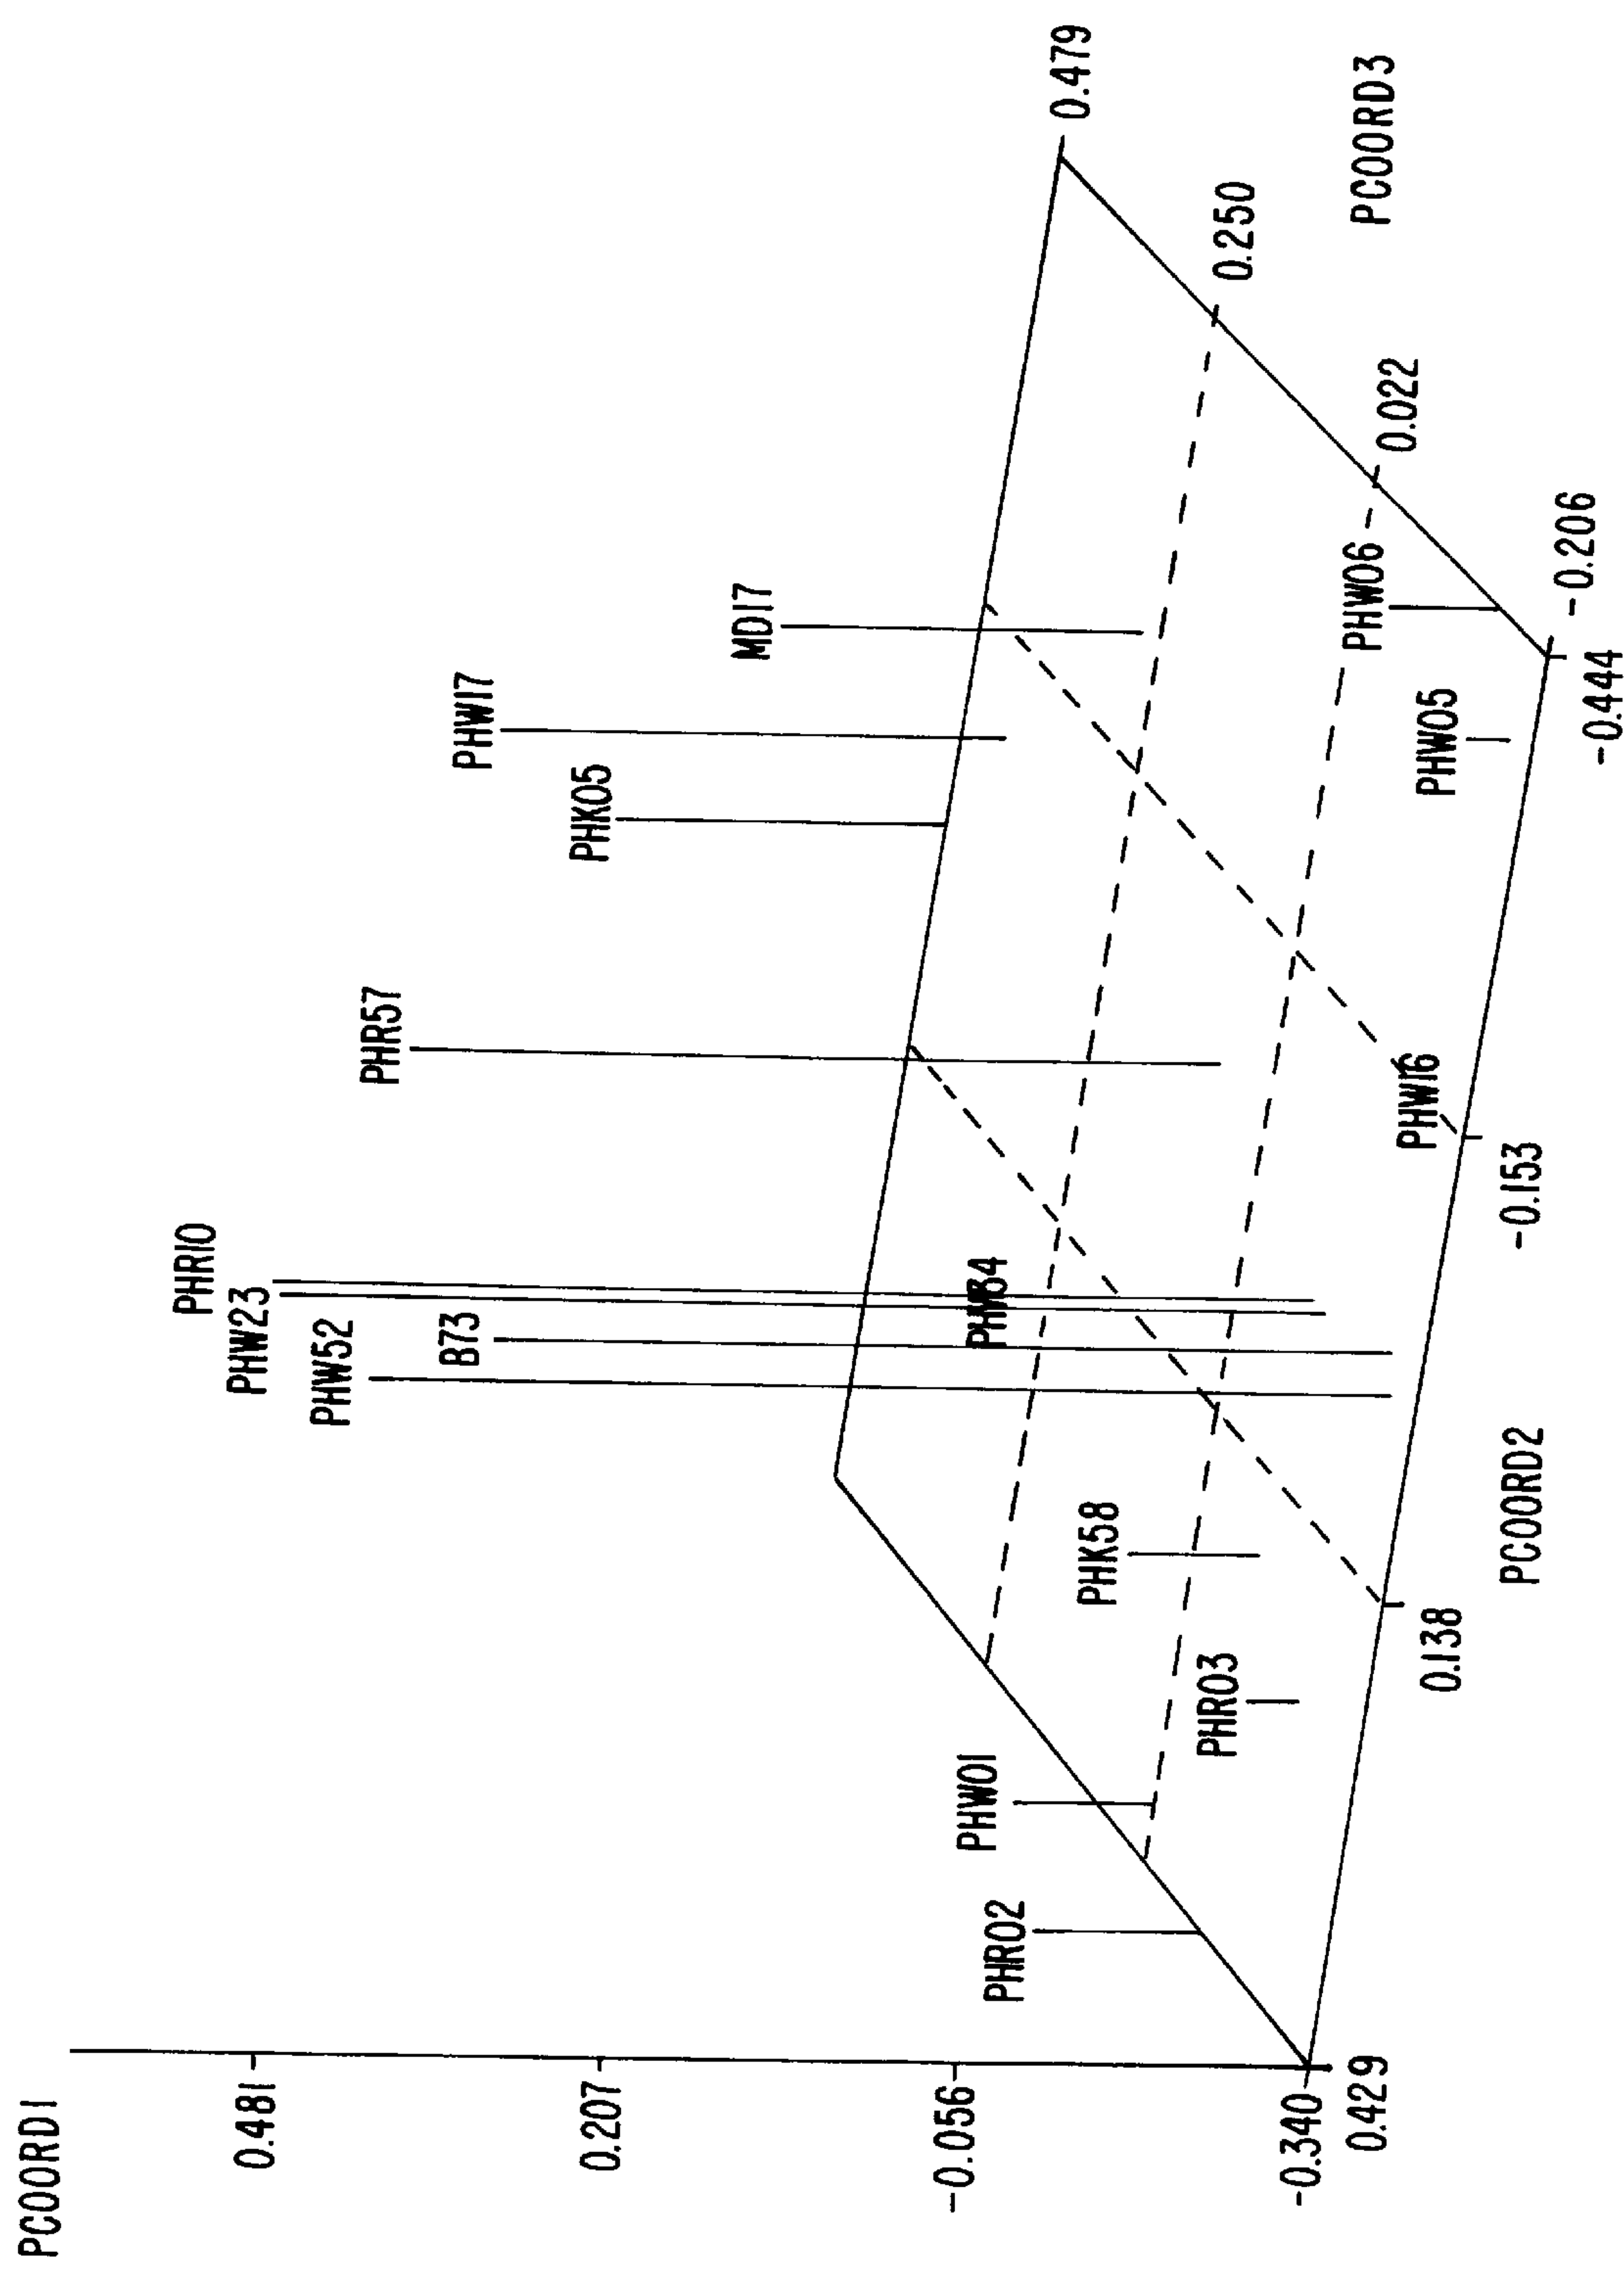 PCOORD1
0.481
0.207
-0.056
-0.340
0.429
PHR10
PHW23
PHW52
B73
PHR57
PHW17
PHK05
MD17
PHR02
PHW01
PHK58
PHR03
PHW16
PHW06
PHW05
0.138
-0.153
-0.444
PCOORD2
-0.206
0.022
0.250
0.479
PCOORD3